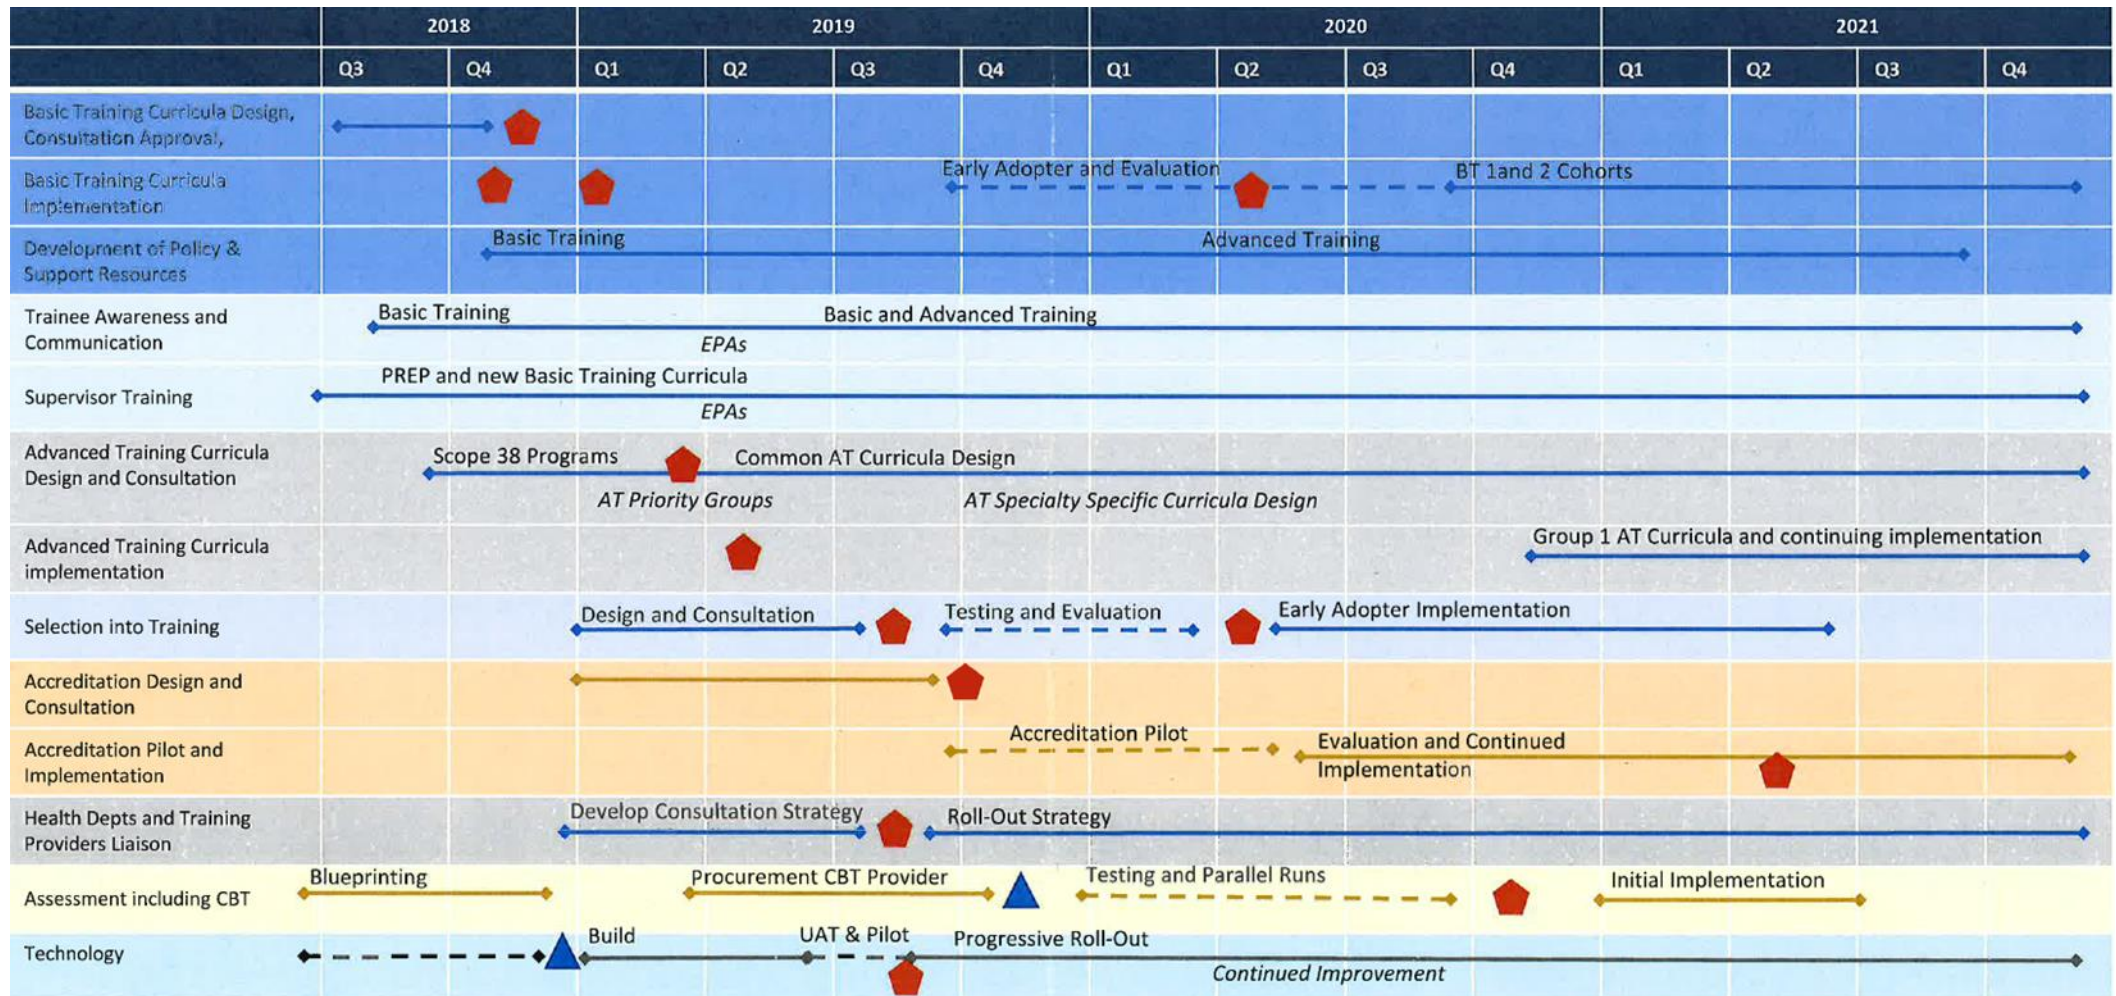 2018 2019 2020 2021
Q3 Q4 Q1 Q2 Q3 Q4 Q1 Q2 Q3 Q4 Q1 Q2 Q3 Q4
Basic Training Curricula Design,
Consultation Approval,
Basic Training Curricula
Implementation
Early Adopter and Evaluation
BT 1and 2 Cohorts
Development of Policy &
Support Resources
Basic Training
Advanced Training
Trainee Awareness and
Communication
Basic Training
Basic and Advanced Training
EPAs
Supervisor Training
PREP and new Basic Training Curricula
EPAs
Advanced Training Curricula
Design and Consultation
Scope 38 Programs
Common AT Curricula Design
AT Priority Groups
AT Specialty Specific Curricula Design
Advanced Training Curricula
implementation
Group 1 AT Curricula and continuing implementation
Selection into Training
Design and Consultation
Testing and Evaluation
Early Adopter Implementation
Accreditation Design and
Consultation
Accreditation Pilot and
Implementation
Accreditation Pilot
Evaluation and Continued
Implementation
Health Depts and Training
Providers Liaison
Develop Consultation Strategy
Roll-Out Strategy
Assessment including CBT
Blueprinting
Procurement CBT Provider
Testing and Parallel Runs
Initial Implementation
Technology
Build
UAT & Pilot
Progressive Roll-Out
Continued Improvement